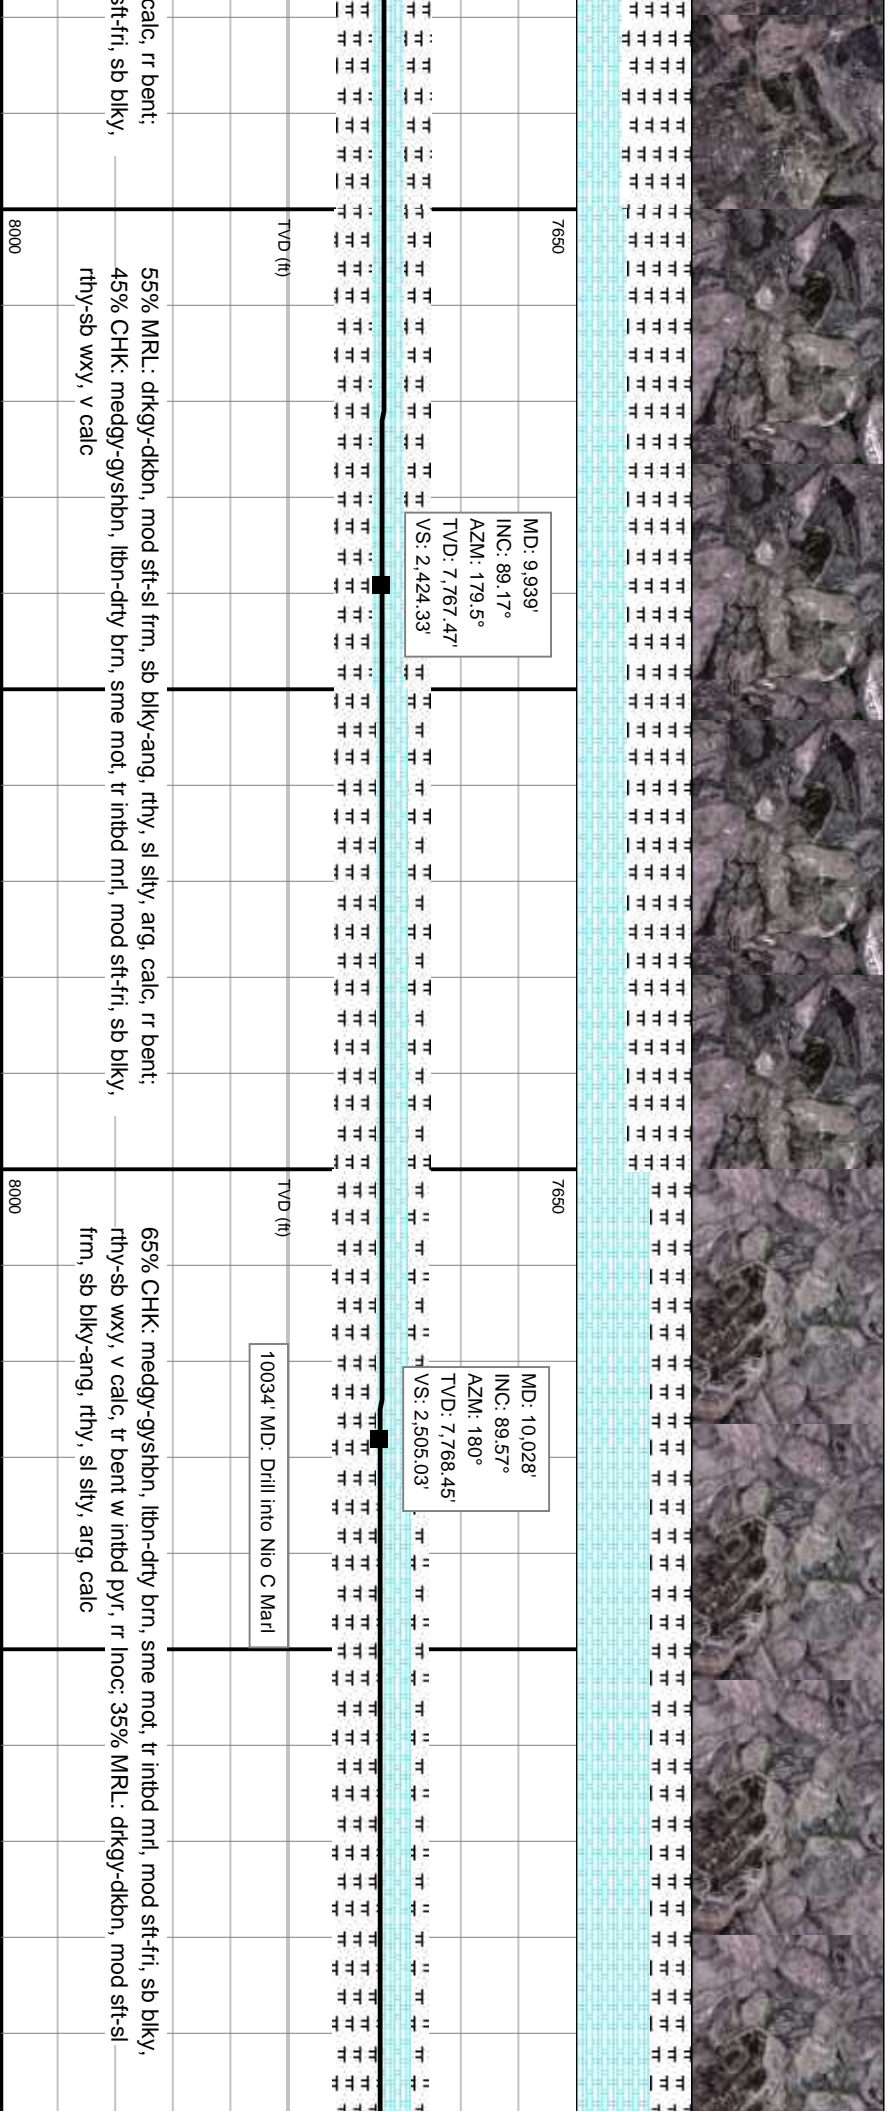 calc, rr bent;
sft-fri, sb blky,
7650
TVD (ft)
8000
55% MRL: drkgy-dkbn, mod sft-sl frm, sb blky-ang, rthy, sl slty, arg, calc, rr bent;
45% CHK: medgy-gyshbn, ltbn-drty brn, sme mot, tr intbd mrl, mod sft-fri, sb blky,
rthy-sb wxy, v calc
MD: 9,939'
INC: 89.17°
AZM: 179.5°
TVD: 7,767.47'
VS: 2,424.33'
7650
TVD (ft)
8000
65% CHK: medgy-gyshbn, ltbn-drty brn, sme mot, tr intbd mrl, mod sft-fri, sb blky,
rthy-sb wxy, v calc, tr bent w intbd pyr, rr Inoc; 35% MRL: drkgy-dkbn, mod sft-sl
frm, sb blky-ang, rthy, sl slty, arg, calc
MD: 10,028'
INC: 89.57°
AZM: 180°
TVD: 7,768.45'
VS: 2,505.03'
10034' MD: Drill into Nio C Marl